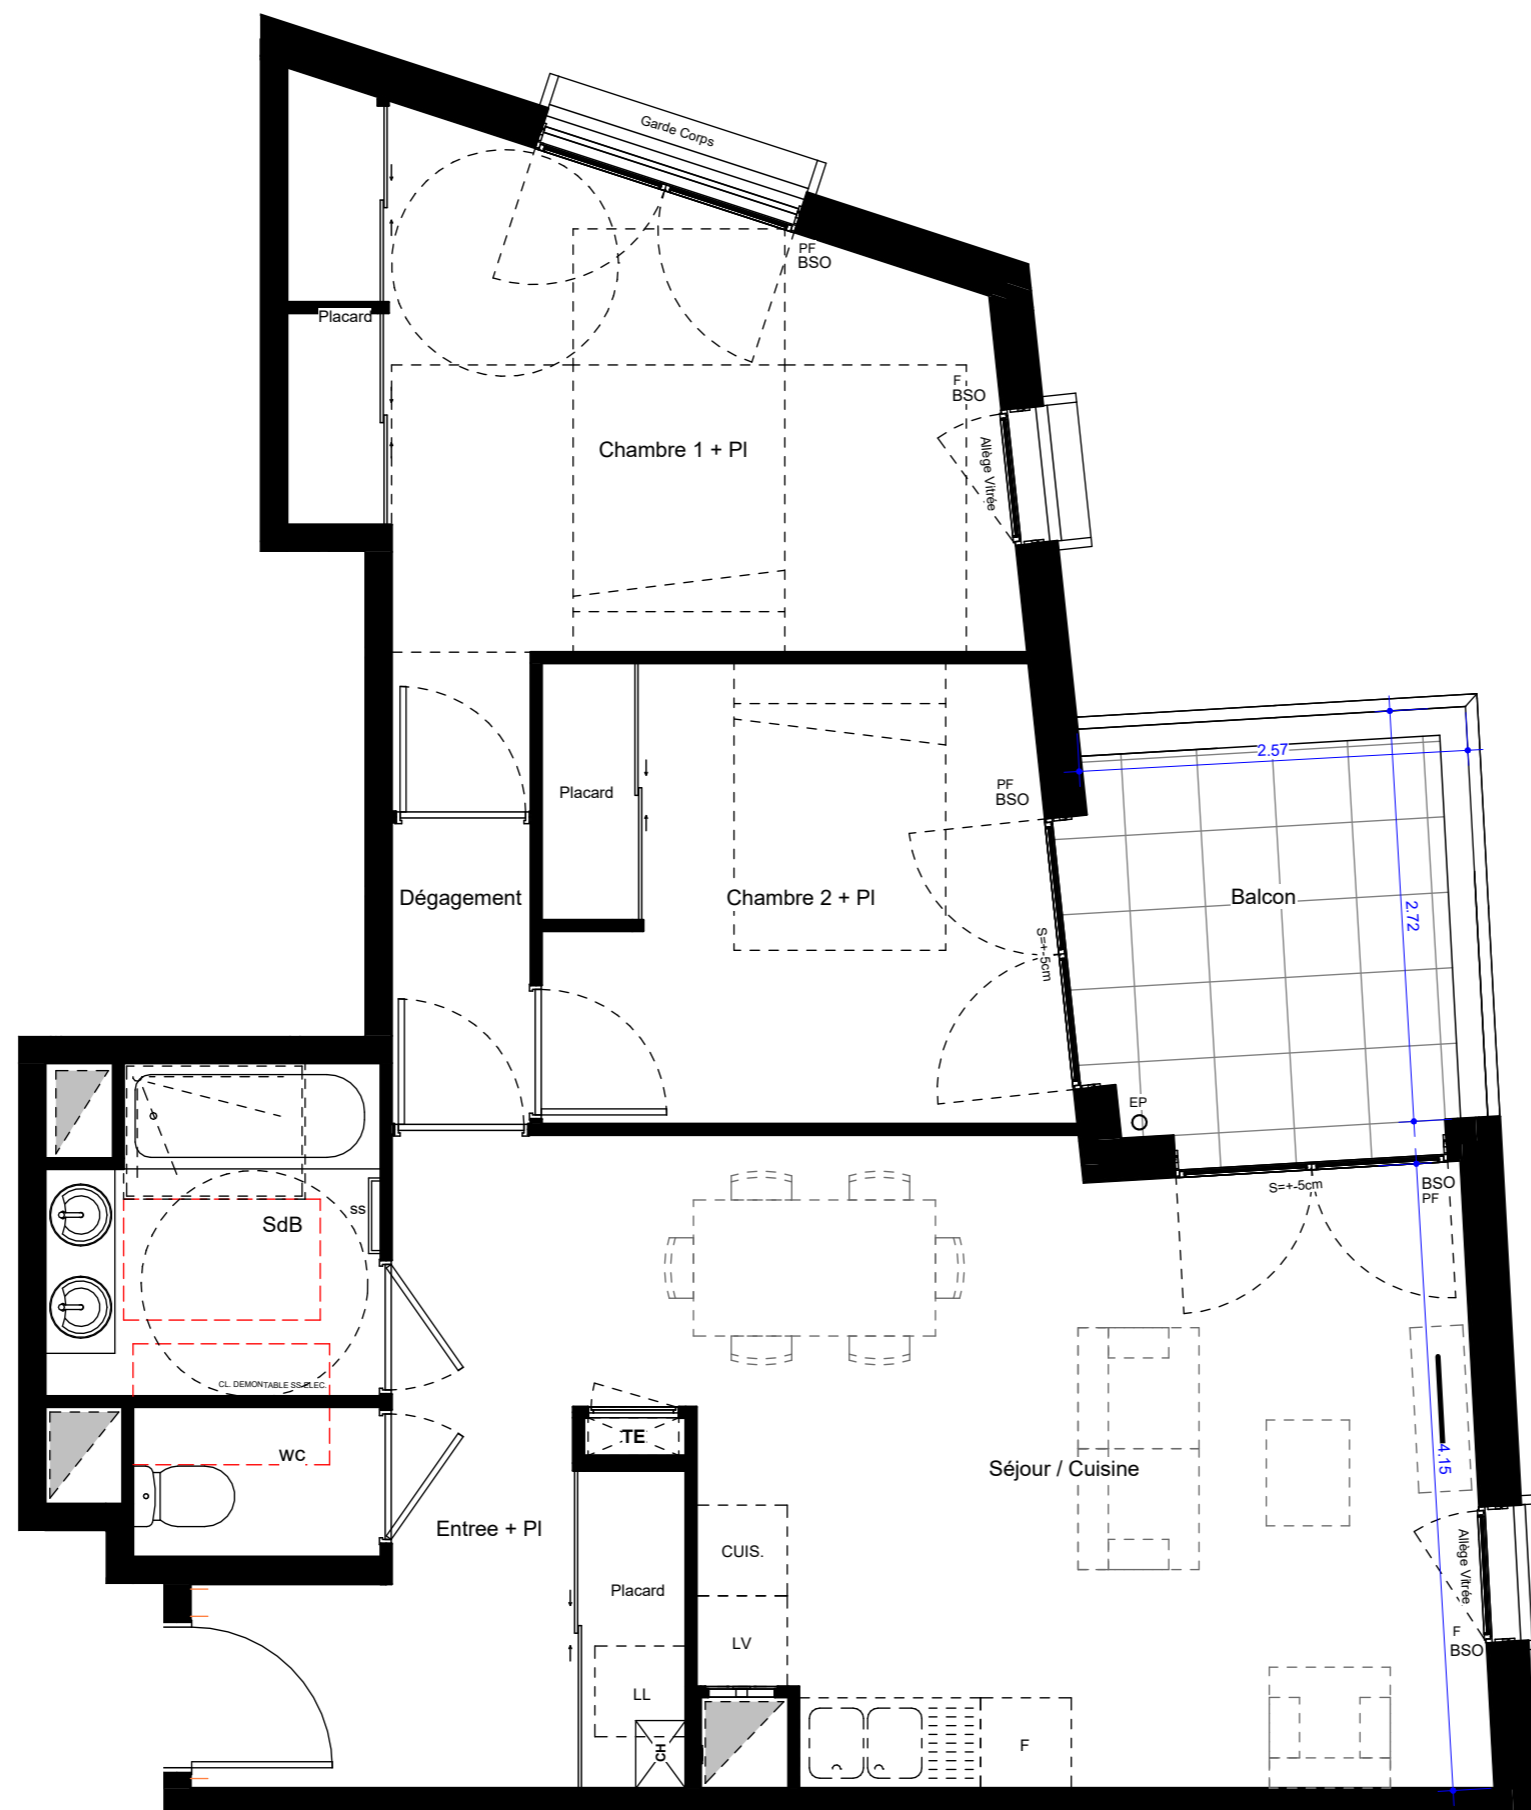 Garde Corps
PF
BSO
Placard
F
BSO
Allège Vitrée
Chambre 1 + Pl
2.57
PF
BSO
Placard
Dégagement
Chambre 2 + Pl
Balcon
2.72
S=+-5cm
EP
S=+-5cm
BSO
PF
ss
SdB
CL. DEMONTABLE SS ELEC.
TE
wc
4.15
Séjour / Cuisine
Entree + Pl
CUIS.
Allège Vitrée
Placard
LV
F
BSO
LL
CH
F